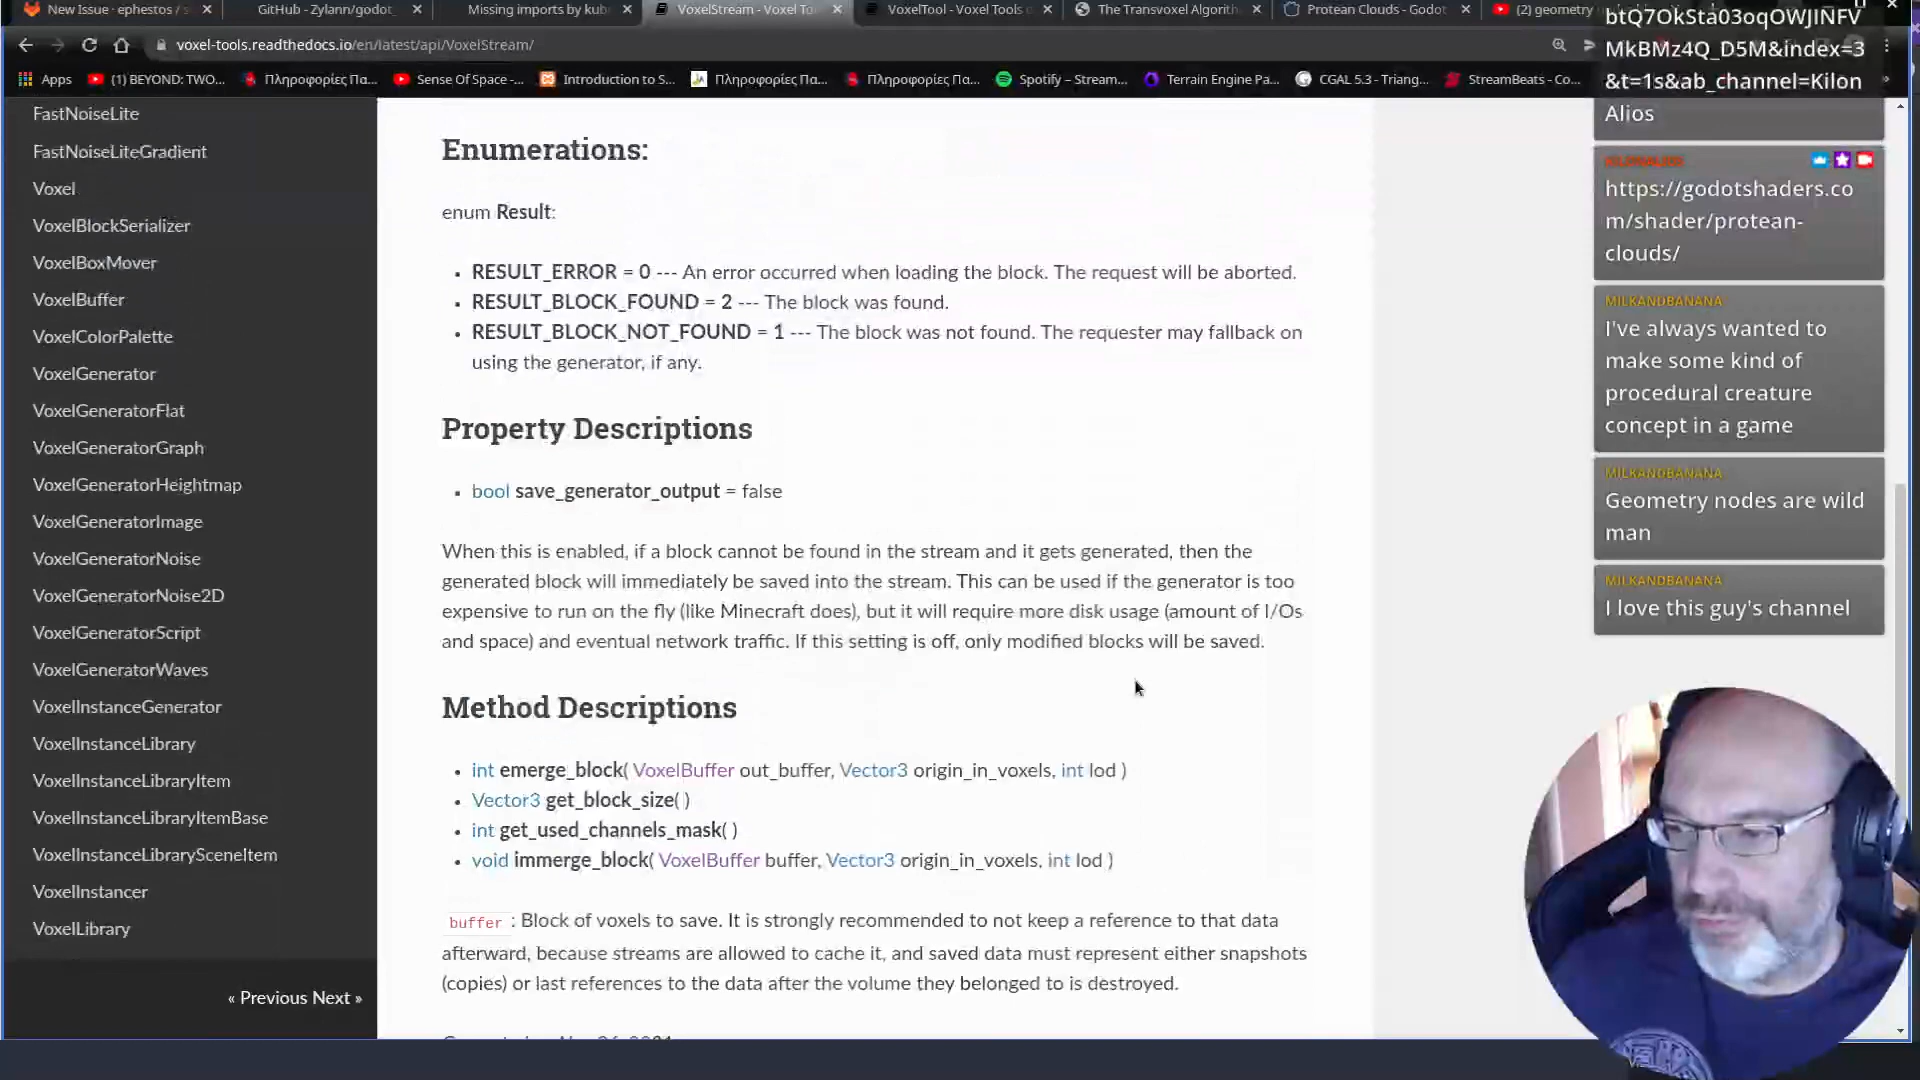 New Issue · ephestos / s
GitHub - Zylann/godot_
Missing imports by kub
VoxelStream - Voxel To
VoxelTool - Voxel Tools
The Transvoxel Algorith
Protean Clouds - Godot
(2) geometry
voxel-tools.readthedocs.io/en/latest/api/VoxelStream/
Apps
(1) BEYOND: TWO...
Πληροφορίες Πα...
Sense Of Space -...
Introduction to S...
Πληροφορίες Πα...
Πληροφορίες Πα...
Spotify – Stream...
Terrain Engine Pa...
CGAL 5.3 - Triang...
StreamBeats - Co...
FastNoiseLite
FastNoiseLiteGradient
Voxel
VoxelBlockSerializer
VoxelBoxMover
VoxelBuffer
VoxelColorPalette
VoxelGenerator
VoxelGeneratorFlat
VoxelGeneratorGraph
VoxelGeneratorHeightmap
VoxelGeneratorImage
VoxelGeneratorNoise
VoxelGeneratorNoise2D
VoxelGeneratorScript
VoxelGeneratorWaves
VoxelInstanceGenerator
VoxelInstanceLibrary
VoxelInstanceLibraryItem
VoxelInstanceLibraryItemBase
VoxelInstanceLibrarySceneItem
VoxelInstancer
VoxelLibrary
« Previous Next »
Enumerations:
enum Result:
• RESULT_ERROR = 0 --- An error occurred when loading the block. The request will be aborted.
• RESULT_BLOCK_FOUND = 2 --- The block was found.
• RESULT_BLOCK_NOT_FOUND = 1 --- The block was not found. The requester may fallback on
using the generator, if any.
Property Descriptions
• bool save_generator_output = false
When this is enabled, if a block cannot be found in the stream and it gets generated, then the
generated block will immediately be saved into the stream. This can be used if the generator is too
expensive to run on the fly (like Minecraft does), but it will require more disk usage (amount of I/Os
and space) and eventual network traffic. If this setting is off, only modified blocks will be saved.
Method Descriptions
• int emerge_block( VoxelBuffer out_buffer, Vector3 origin_in_voxels, int lod )
• Vector3 get_block_size( )
• int get_used_channels_mask( )
• void immerge_block( VoxelBuffer buffer, Vector3 origin_in_voxels, int lod )
buffer : Block of voxels to save. It is strongly recommended to not keep a reference to that data
afterward, because streams are allowed to cache it, and saved data must represent either snapshots
(copies) or last references to the data after the volume they belonged to is destroyed.
btQ7OkSta03oqOWJINFV
MkBMz4Q_D5M&index=3
&t=1s&ab_channel=Kilon
Alios
https://godotshaders.co
m/shader/protean-
clouds/
MILKANDBANANA
I've always wanted to
make some kind of
procedural creature
concept in a game
MILKANDBANANA
Geometry nodes are wild
man
MILKANDBANANA
I love this guy's channel